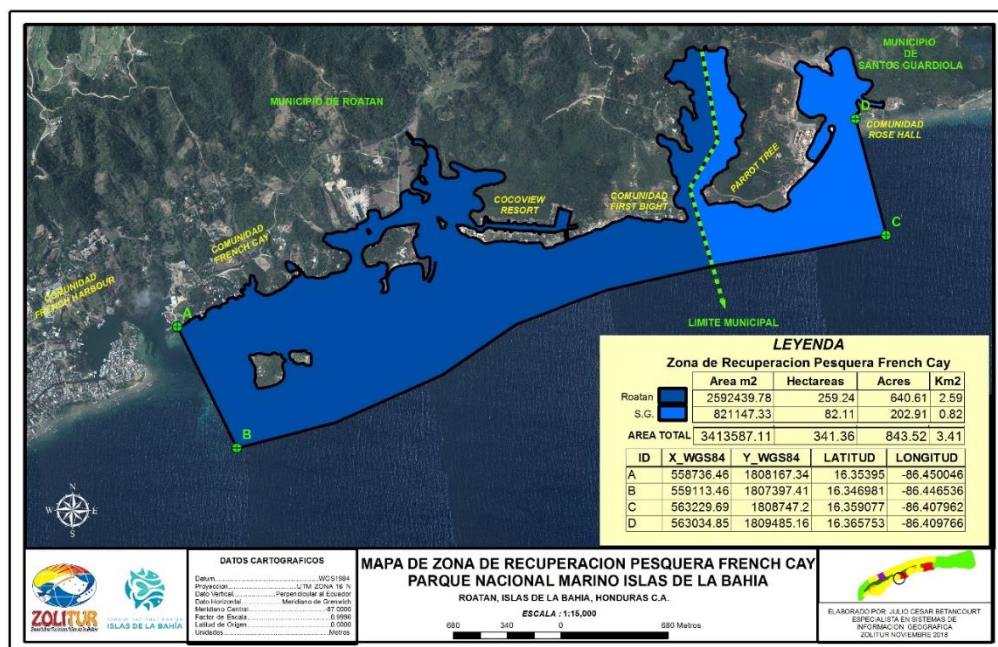 MUNICIPIO
DE
SANTOS GUARDIOLA
MUNICIPIO DE ROATAN
D
COMUNIDAD
ROSE HALL
PARROT TREE
COCOVIEW
RESORT
COMUNIDAD
FIRST BIGHT
COMUNIDAD
FRENCH CAY
COMUNIDAD
FRENCH HARBOUR
A
B
C
LIMITE MUNICIPAL
LEYENDA
Zona de Recuperacion Pesquera French Cay
Area m2 Hectareas Acres Km2
Roatan 2592439.78 259.24 640.61 2.59
S.G. 821147.33 82.11 202.91 0.82
AREA TOTAL 3413587.11 341.36 843.52 3.41
ID X_WGS84 Y_WGS84 LATITUD LONGITUD
A 558736.46 1808167.34 16.35395 -86.450046
B 559113.46 1807397.41 16.346981 -86.446536
C 563229.69 1808747.2 16.359077 -86.407962
D 563034.85 1809485.16 16.365753 -86.409766
N
W E
S
ZOLITUR
ISLAS DE LA BAHÍA
DATOS CARTOGRAFICOS
Datum WGS1984
Proyeccion UTM ZONA 16 N
Dato Vertical Perpendicular al Ecuador
Dato Horizontal Meridiano de Grenwich
Meridiano Central -87.0000
Factor de Escala 0.9996
Latitud de Origen 0.0000
Unidades Metros
MAPA DE ZONA DE RECUPERACION PESQUERA FRENCH CAY
PARQUE NACIONAL MARINO ISLAS DE LA BAHIA
ROATAN, ISLAS DE LA BAHIA, HONDURAS C.A.
ESCALA : 1:15,000
680 340 0 680 Metros
ELABORADO POR: JULIO CESAR BETANCOURT
ESPECIALISTA EN SISTEMAS DE
INFORMACION GEOGRAFICA
ZOLITUR NOVIEMBRE 2018